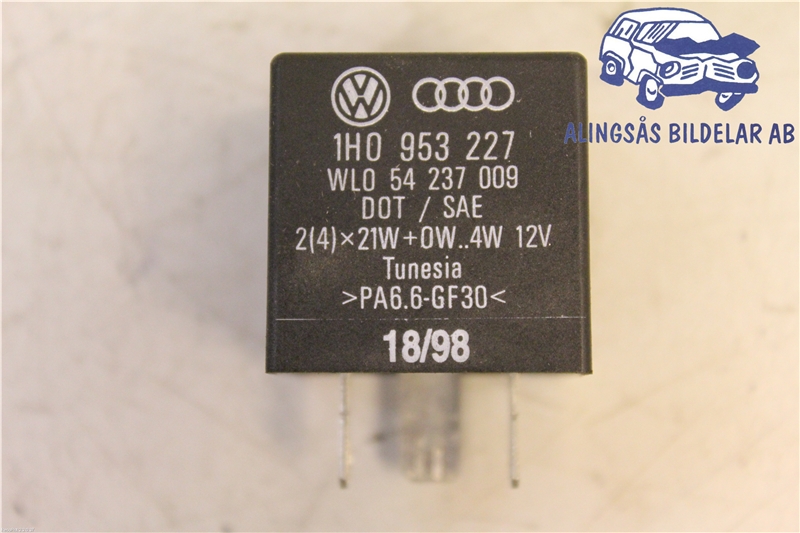 1H0 953 227
WL0 54 237 009
DOT / SAE
2(4)×21W+0W..4W 12V
Tunesia
>PA6.6-GF30<
18/98
ALINGSÅS BILDELAR AB